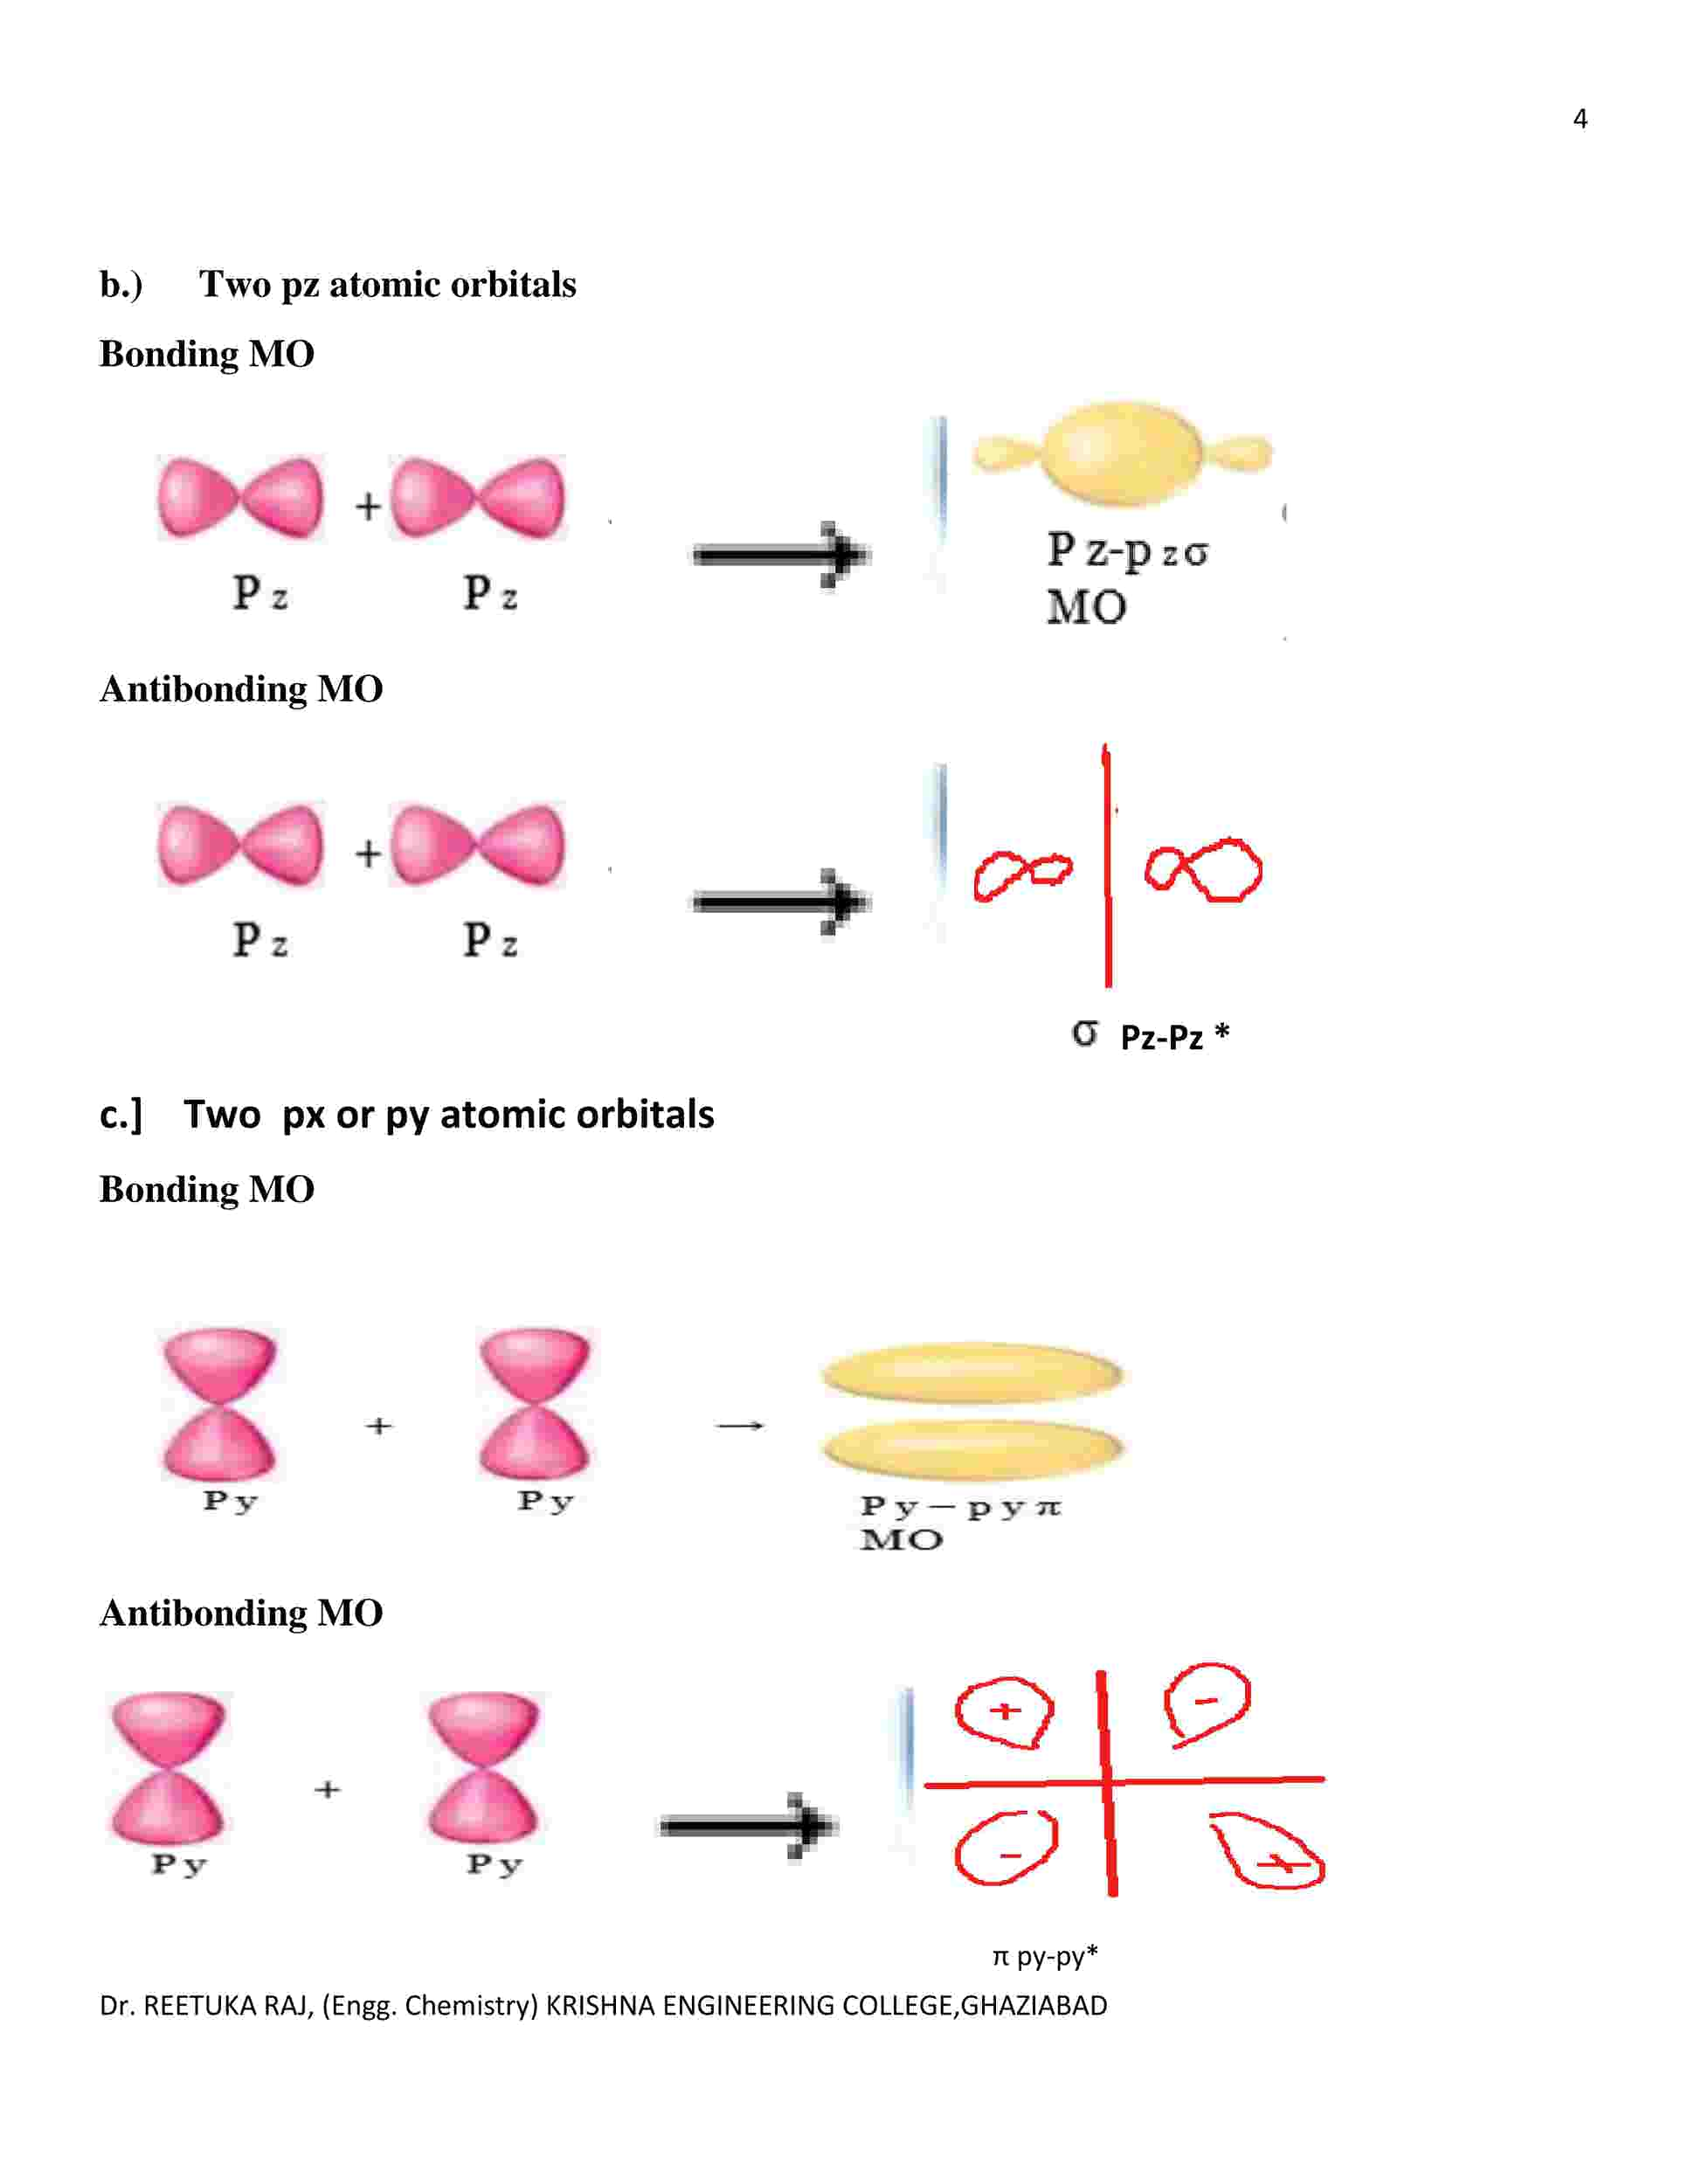 4
b.) Two pz atomic orbitals
Bonding MO
+
P z P z
P z-p z σ
MO
Antibonding MO
+
P z P z
σ Pz-Pz *
c.] Two px or py atomic orbitals
Bonding MO
+ →
P y P y
P y – p y π
MO
Antibonding MO
+ -
+
- +
P y P y
π py-py*
Dr. REETUKA RAJ, (Engg. Chemistry) KRISHNA ENGINEERING COLLEGE,GHAZIABAD